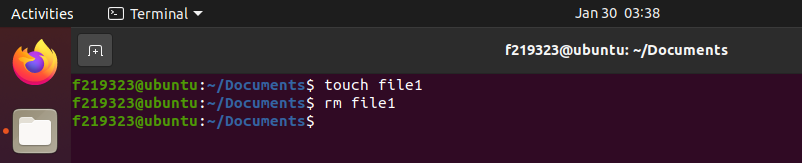 Activities Terminal Jan 30 03:38
f219323@ubuntu: ~/Documents
f219323@ubuntu:~/Documents$ touch file1
f219323@ubuntu:~/Documents$ rm file1
f219323@ubuntu:~/Documents$